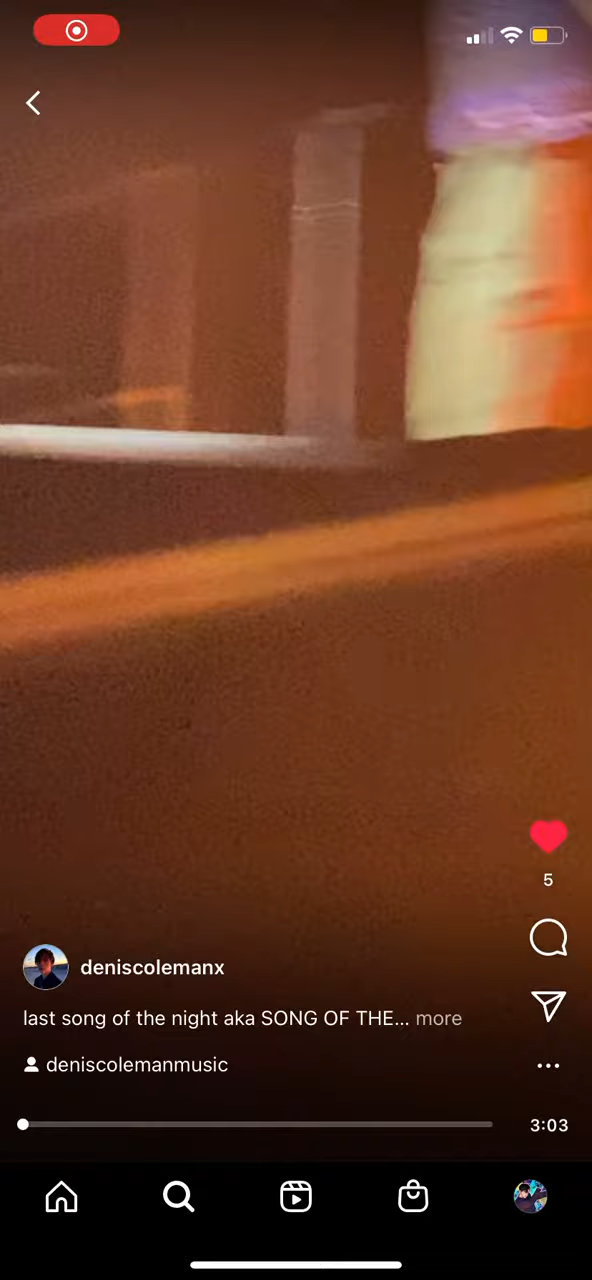 5
deniscolemanx
last song of the night aka SONG OF THE... more
deniscolemanmusic
3:03